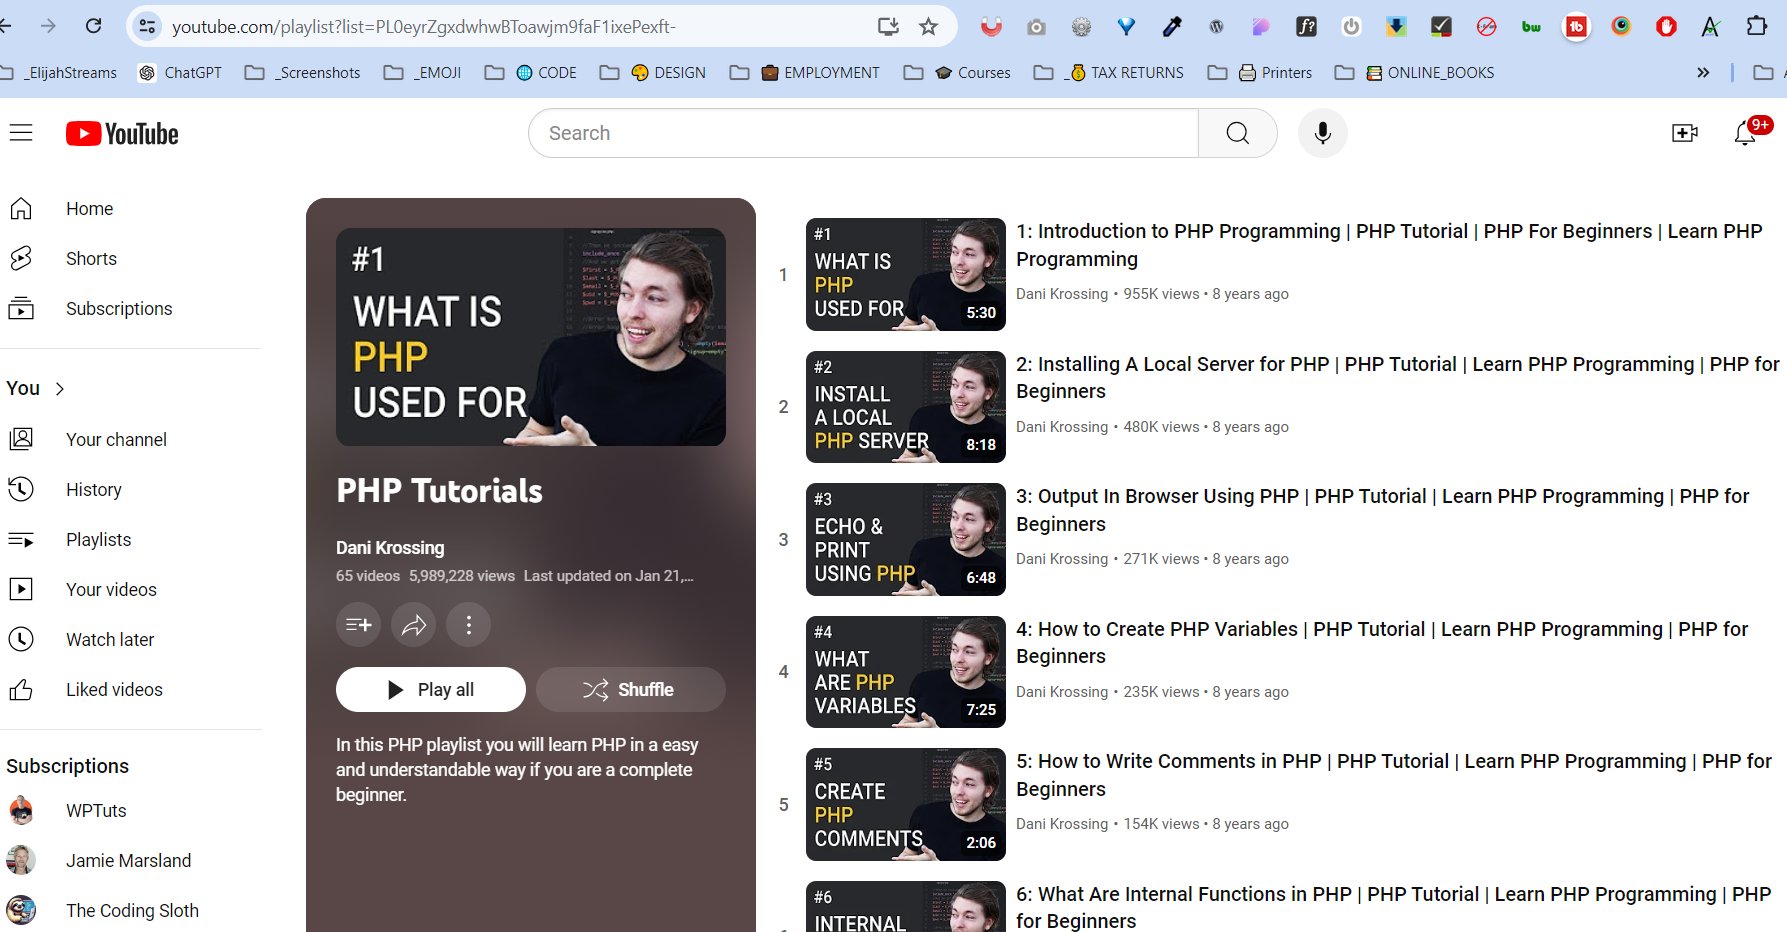 youtube.com/playlist?list=PL0eyrZgxdwhwBToawjm9faF1ixePexft-
_ElijahStreams ChatGPT _Screenshots _EMOJI CODE DESIGN EMPLOYMENT Courses _ TAX RETURNS Printers ONLINE_BOOKS
YouTube
Search
9+
Home
Shorts
Subscriptions
You
Your channel
History
Playlists
Your videos
Watch later
Liked videos
Subscriptions
WPTuts
Jamie Marsland
The Coding Sloth
#1
WHAT IS
PHP
USED FOR
PHP Tutorials
Dani Krossing
65 videos 5,989,228 views Last updated on Jan 21,...
Play all
Shuffle
In this PHP playlist you will learn PHP in a easy
and understandable way if you are a complete
beginner.
1
#1
WHAT IS
PHP
USED FOR
5:30
1: Introduction to PHP Programming | PHP Tutorial | PHP For Beginners | Learn PHP
Programming
Dani Krossing • 955K views • 8 years ago
2
#2
INSTALL
A LOCAL
PHP SERVER
8:18
2: Installing A Local Server for PHP | PHP Tutorial | Learn PHP Programming | PHP for
Beginners
Dani Krossing • 480K views • 8 years ago
3
#3
ECHO &
PRINT
USING PHP
6:48
3: Output In Browser Using PHP | PHP Tutorial | Learn PHP Programming | PHP for
Beginners
Dani Krossing • 271K views • 8 years ago
4
#4
WHAT
ARE PHP
VARIABLES
7:25
4: How to Create PHP Variables | PHP Tutorial | Learn PHP Programming | PHP for
Beginners
Dani Krossing • 235K views • 8 years ago
5
#5
CREATE
PHP
COMMENTS
2:06
5: How to Write Comments in PHP | PHP Tutorial | Learn PHP Programming | PHP for
Beginners
Dani Krossing • 154K views • 8 years ago
#6
INTERNAL
6: What Are Internal Functions in PHP | PHP Tutorial | Learn PHP Programming | PHP
for Beginners